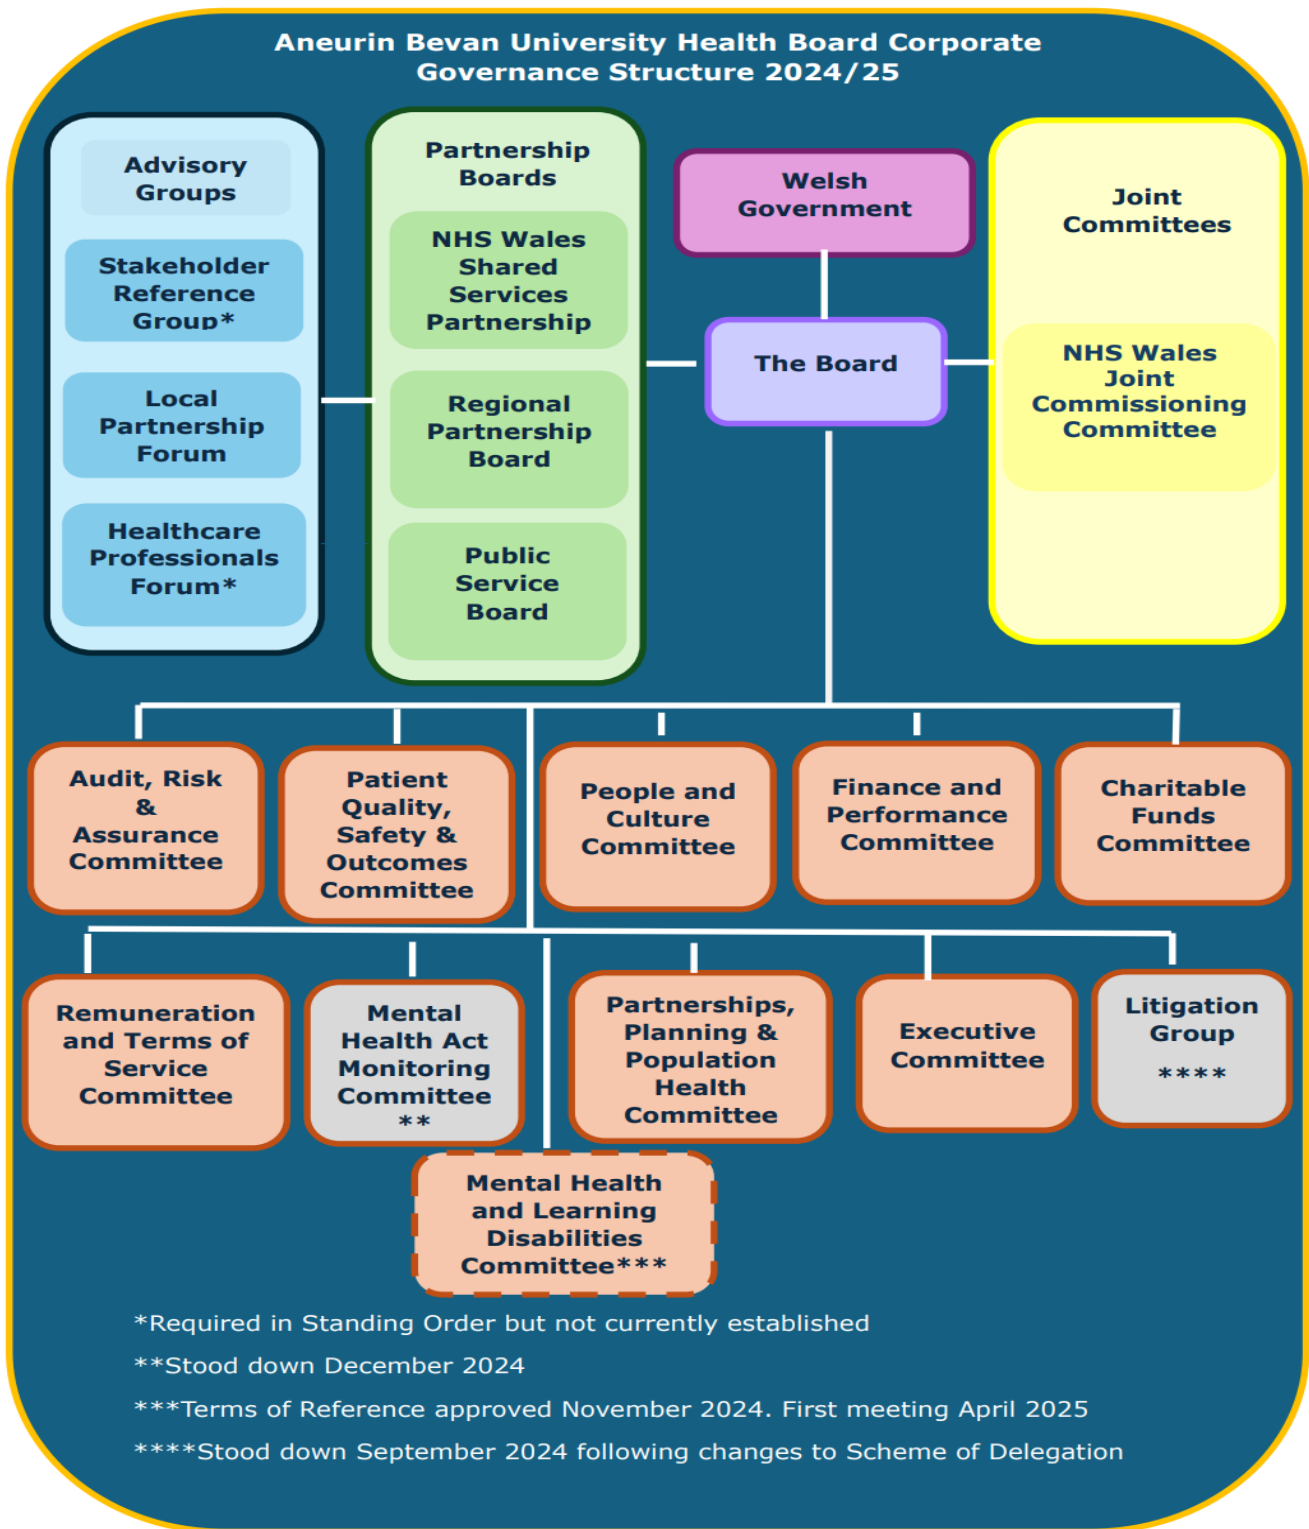 Aneurin Bevan University Health Board Corporate
Governance Structure 2024/25
Advisory
Groups
Stakeholder
Reference
Group*
Local
Partnership
Forum
Healthcare
Professionals
Forum*
Partnership
Boards
NHS Wales
Shared
Services
Partnership
Regional
Partnership
Board
Public
Service
Board
Welsh
Government
The Board
Joint
Committees
NHS Wales
Joint
Commissioning
Committee
Audit, Risk
&
Assurance
Committee
Patient
Quality,
Safety &
Outcomes
Committee
People and
Culture
Committee
Finance and
Performance
Committee
Charitable
Funds
Committee
Remuneration
and Terms of
Service
Committee
Mental
Health Act
Monitoring
Committee
**
Partnerships,
Planning &
Population
Health
Committee
Executive
Committee
Litigation
Group
****
Mental Health
and Learning
Disabilities
Committee***
*Required in Standing Order but not currently established
**Stood down December 2024
***Terms of Reference approved November 2024. First meeting April 2025
****Stood down September 2024 following changes to Scheme of Delegation